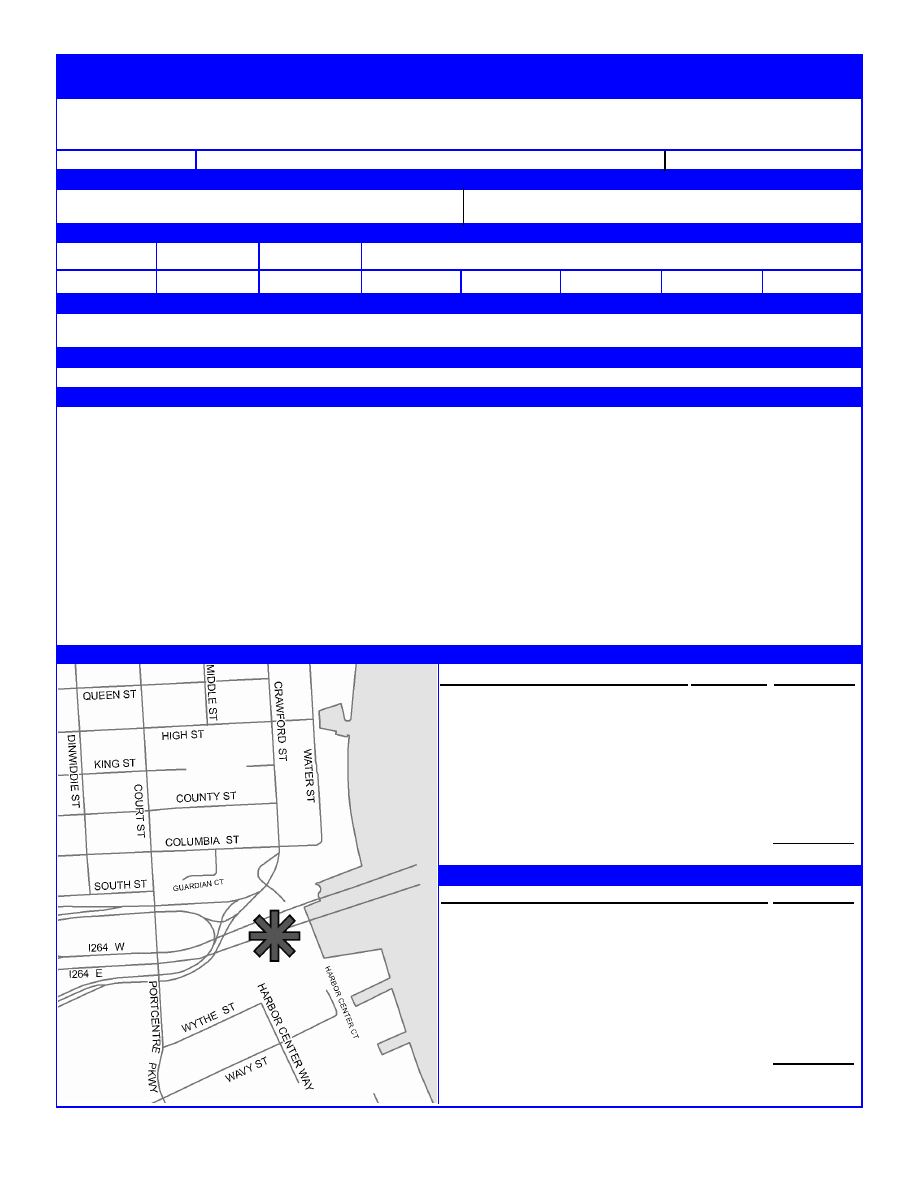 MIDDLE ST
CRAWFORD ST
QUEEN ST
HIGH ST
DINWIDDIE ST
WATER ST
KING ST
COURT ST
COUNTY ST
COLUMBIA ST
SOUTH ST
GUARDIAN CT
I264 W
I264 E
HARBOR CENTER CT
PORTCENTRE PKWY
HARBOR CENTER WAY
WYTHE ST
WAVY ST